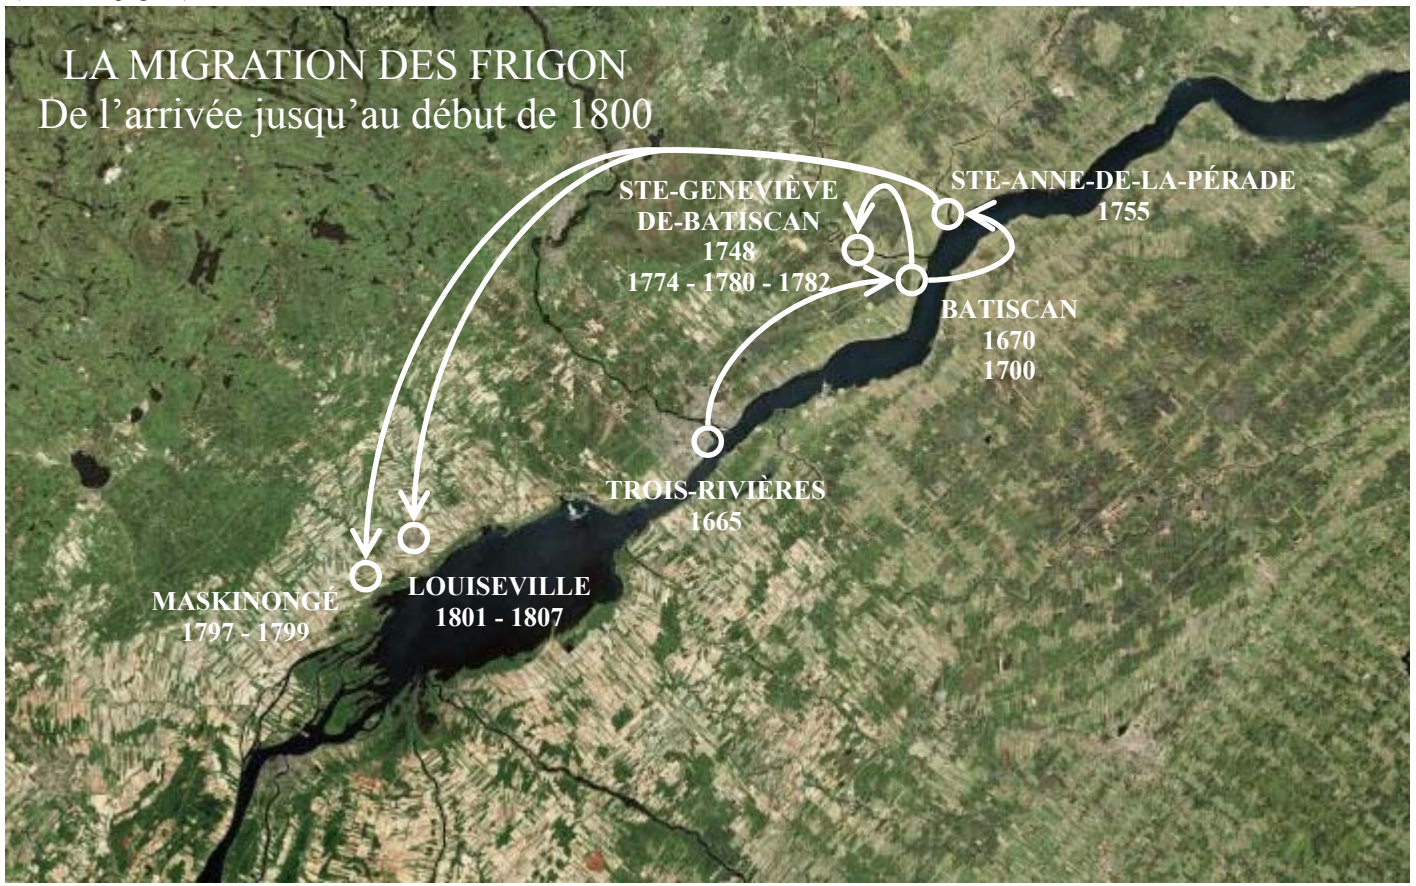 LA MIGRATION DES FRIGON
De l’arrivée jusqu’au début de 1800
STE-GENEVIÈVE
DE-BATISCAN
1748
1774 - 1780 - 1782
STE-ANNE-DE-LA-PÉRADE
1755
BATISCAN
1670
1700
TROIS-RIVIÈRES
1665
LOUISEVILLE
1801 - 1807
MASKINONGÉ
1797 - 1799